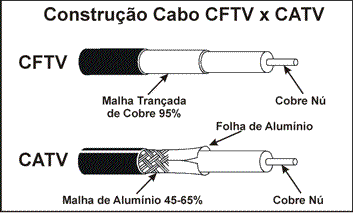 Construção Cabo CFTV x CATV
CFTV
Malha Trançada
de Cobre 95%
Cobre Nú
Folha de Alumínio
CATV
Malha de Alumínio 45-65%
Cobre Nú